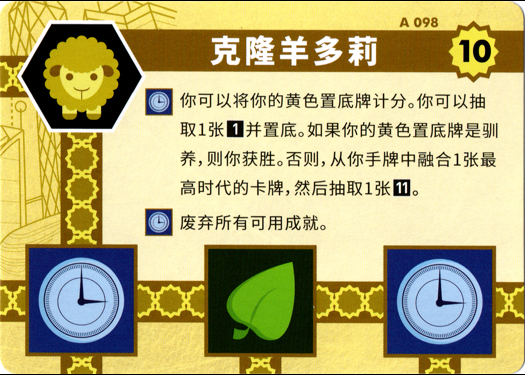 A 098
克隆羊多莉
10
你可以将你的黄色置底牌计分。你可以抽
取1张1并置底。如果你的黄色置底牌是驯
养,则你获胜。否则,从你手牌中融合1张最
高时代的卡牌,然后抽取1张11。
废弃所有可用成就。